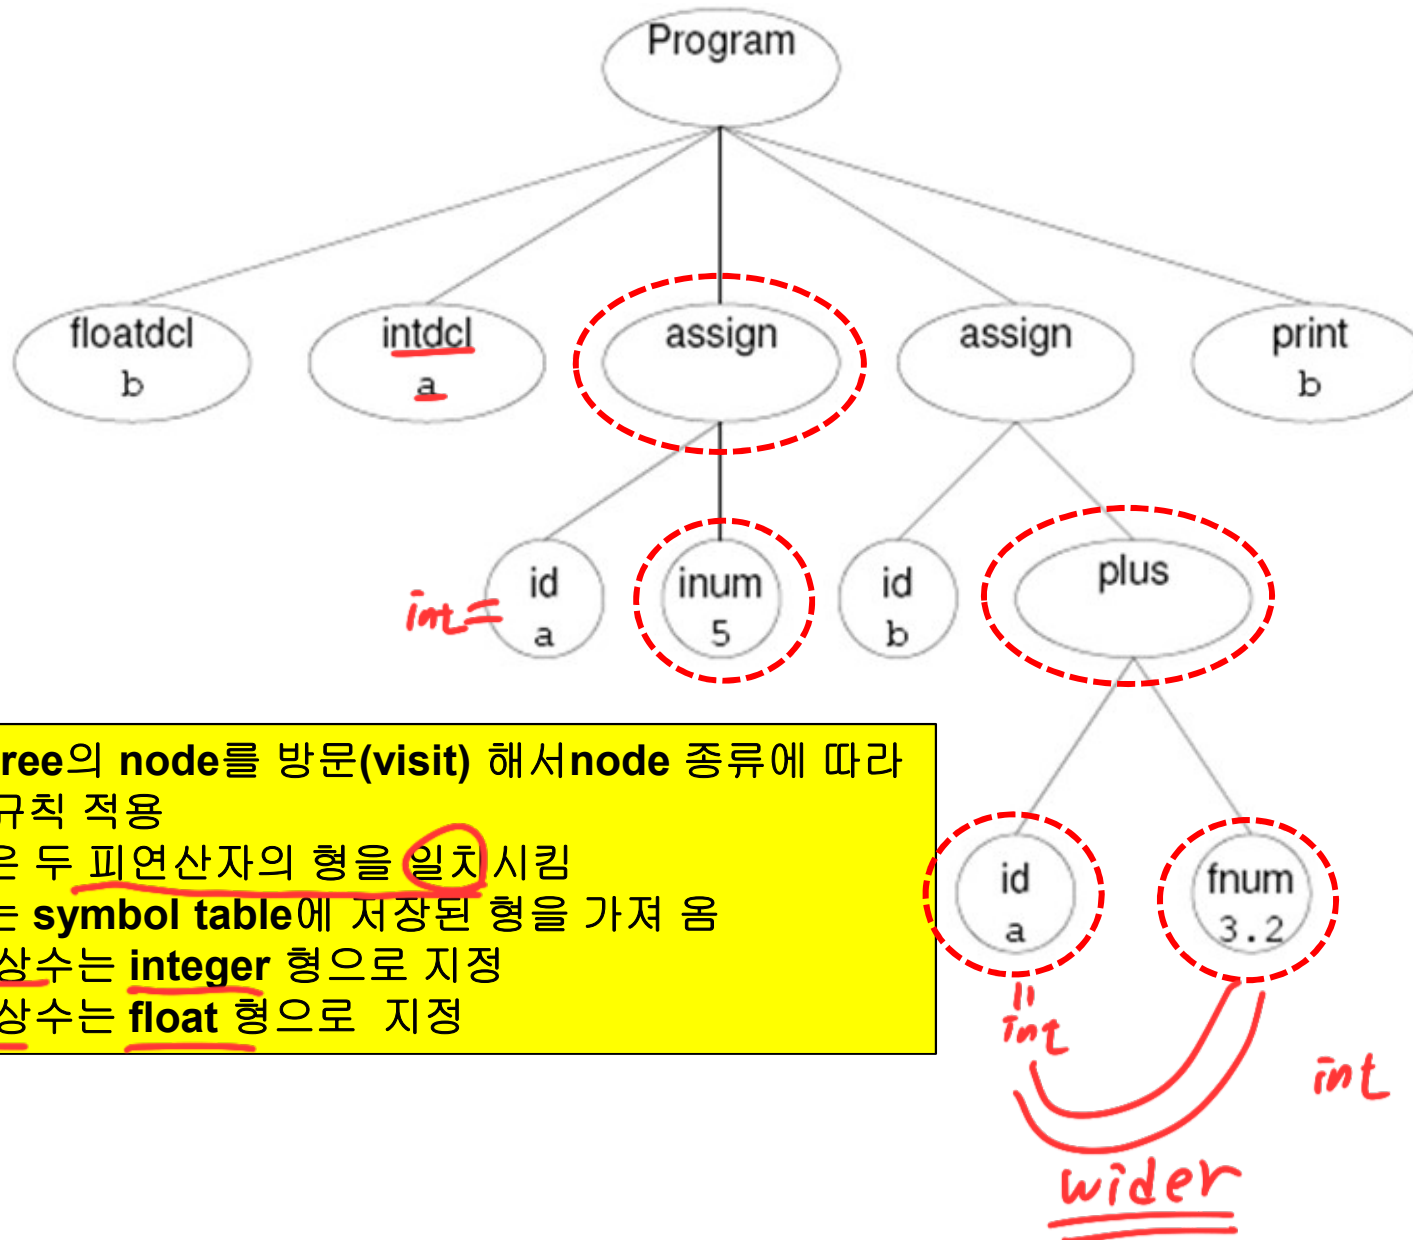 Program
floatdcl
b
intdcl
a
assign
assign
print
b
int=
id
a
inum
5
id
b
plus
ree의 node를 방문(visit) 해서node 종류에 따라
규칙 적용
은 두 피연산자의 형을 일치시킴
는 symbol table에 저장된 형을 가져 옴
상수는 integer 형으로 지정
상수는 float 형으로 지정
id
a
fnum
3.2
int
int
wider